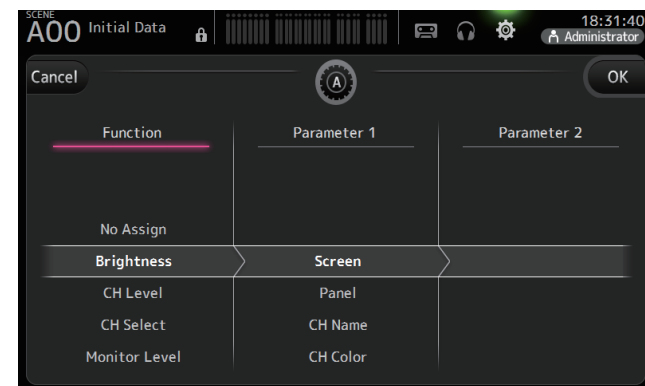 SCENE
A00 Initial Data
18:31:40
Administrator
Cancel
A
OK
Function Parameter 1 Parameter 2
No Assign
Brightness Screen
CH Level Panel
CH Select CH Name
Monitor Level CH Color